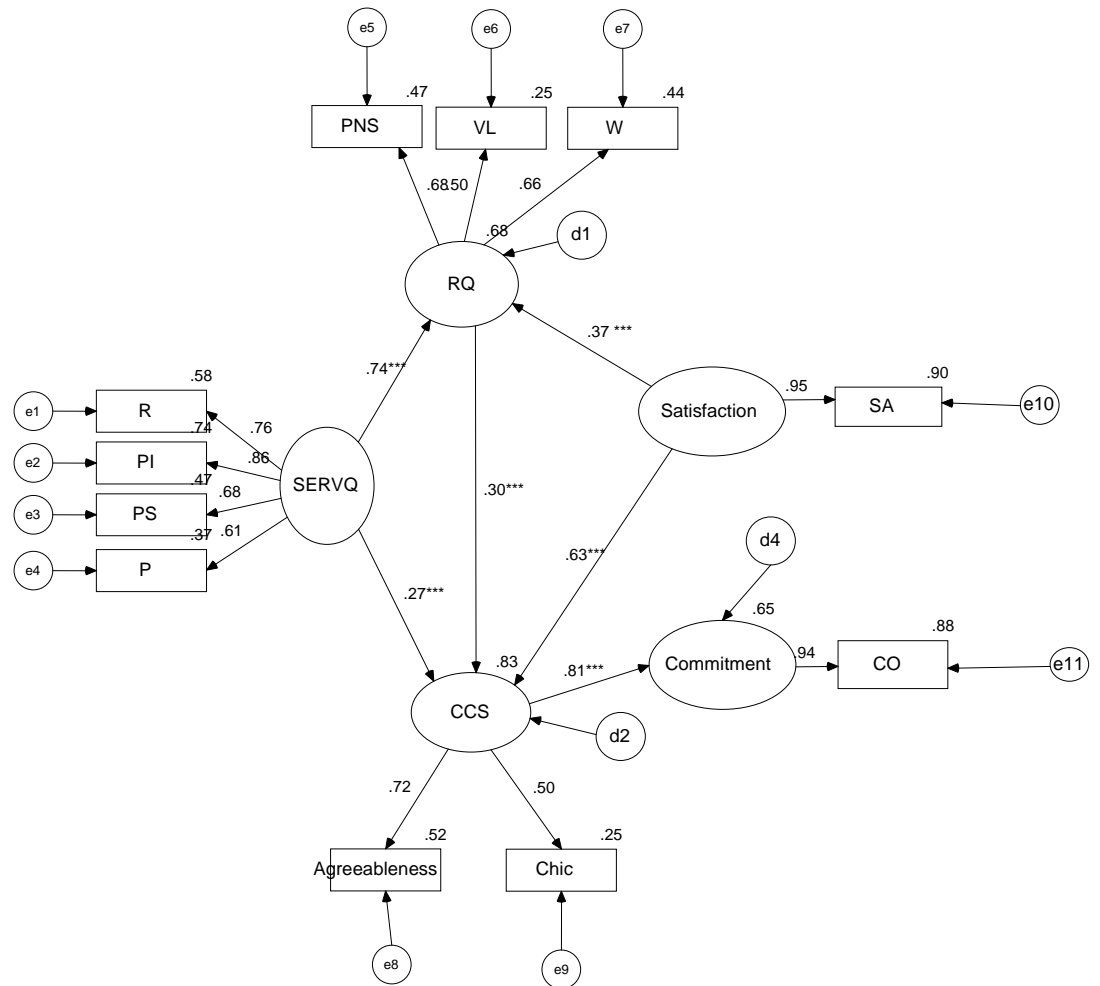 e5
e6
e7
.47
.25
.44
PNS
VL
W
.68
.50
.66
.68
d1
RQ
.37 ***
.74***
.58
.95
.90
e1
R
.76
Satisfaction
SA
e10
.74
e2
PI
.86
.47
SERVQ
.30***
e3
PS
.68
.37
.61
e4
P
d4
.63***
.27***
.65
.88
.83
.81***
Commitment
.94
CO
e11
CCS
d2
.72
.50
.52
.25
Agreeableness
Chic
e8
e9